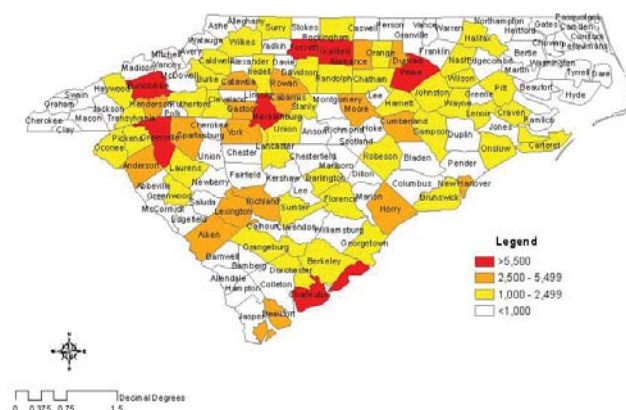 Ashe Alleghany Surry Stokes Rockingham Caswell Person Vance Warren Northampton Gates Pasquotank
Granville Hertford Camden
Watauga Wilkes Yadkin Forsyth Guilford Orange Franklin Halifax Bertie Chowan
Mitchell Avery Caldwell Alexander Davie Alamance Durham Nash Edgecombe Martin Washington
Madison Yancey McDowell Burke Iredell Davidson Randolph Chatham Wake Wilson Pitt Tyrrell Dare
Haywood Buncombe Catawba Rowan Johnston Greene Beaufort Hyde
Swain Graham Jackson Henderson Rutherford Cleveland Lincoln Cabarrus Stanly Montgomery Moore Lee Harnett Wayne Lenoir Craven
Cherokee Macon Transylvania Polk Gaston Mecklenburg Pamlico
Clay Cherokee York Union Anson Richmond Hoke Cumberland Sampson Duplin Jones Carteret
Pickens Greenville Spartanburg Lancaster Scotland Onslow
Oconee Union Chester Chesterfield Marlboro Robeson Bladen Pender
Anderson Laurens Fairfield Kershaw Darlington Dillon Columbus New Hanover
Abbeville Newberry Lee Marion Brunswick
Greenwood Saluda Richland Sumter Florence Horry
McCormick Edgefield Lexington Calhoun Clarendon Williamsburg
Aiken Orangeburg Georgetown
Barnwell Bamberg Dorchester Berkeley
Allendale Colleton
Hampton Charleston
Jasper Beaufort
Legend
>5,500
2,500 - 5,499
1,000 - 2,499
<1,000
Decimal Degrees
0 0.375 0.75 1.5